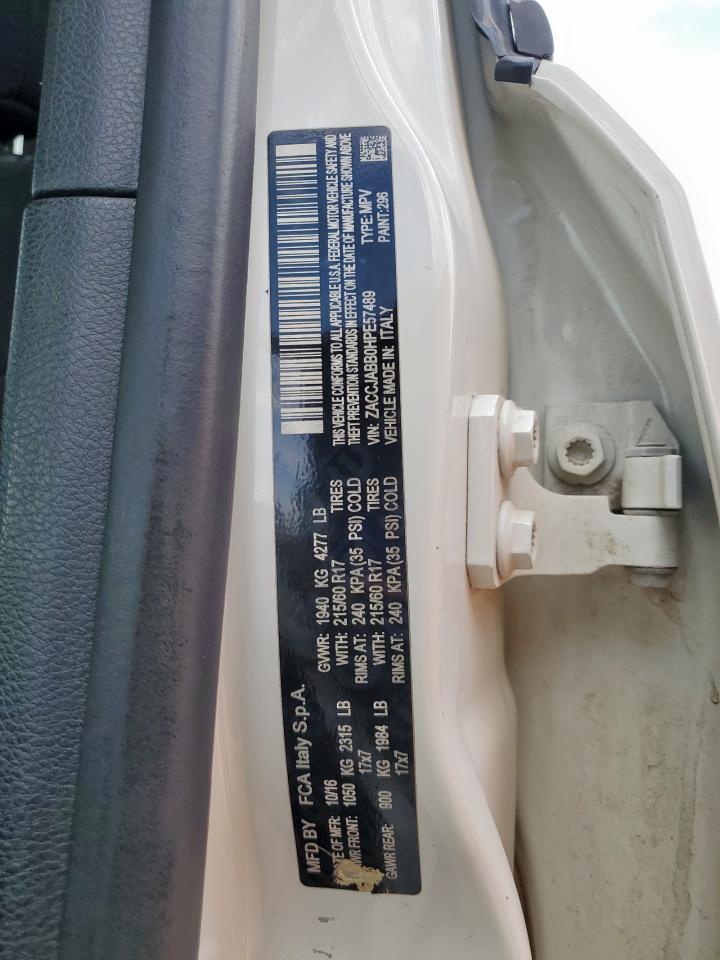 MFD BY FCA Italy S.p.A.
TE OF MFR: 10/16 GVWR: 1940 KG 4277 LB
WR FRONT: 1050 KG 2315 LB WITH: 215/60 R17 TIRES
17x7 RIMS AT: 240 KPA(35 PSI) COLD
GAWR REAR: 900 KG 1984 LB WITH: 215/60 R17 TIRES
17x7 RIMS AT: 240 KPA(35 PSI) COLD
THIS VEHICLE CONFORMS TO ALL APPLICABLE U.S.A. FEDERAL MOTOR VEHICLE SAFETY AND
THEFT PREVENTION STANDARDS IN EFFECT ON THE DATE OF MANUFACTURE SHOWN ABOVE
VIN: ZACCJABB0HPE57489 TYPE: MPV
VEHICLE MADE IN: ITALY PAINT: 296